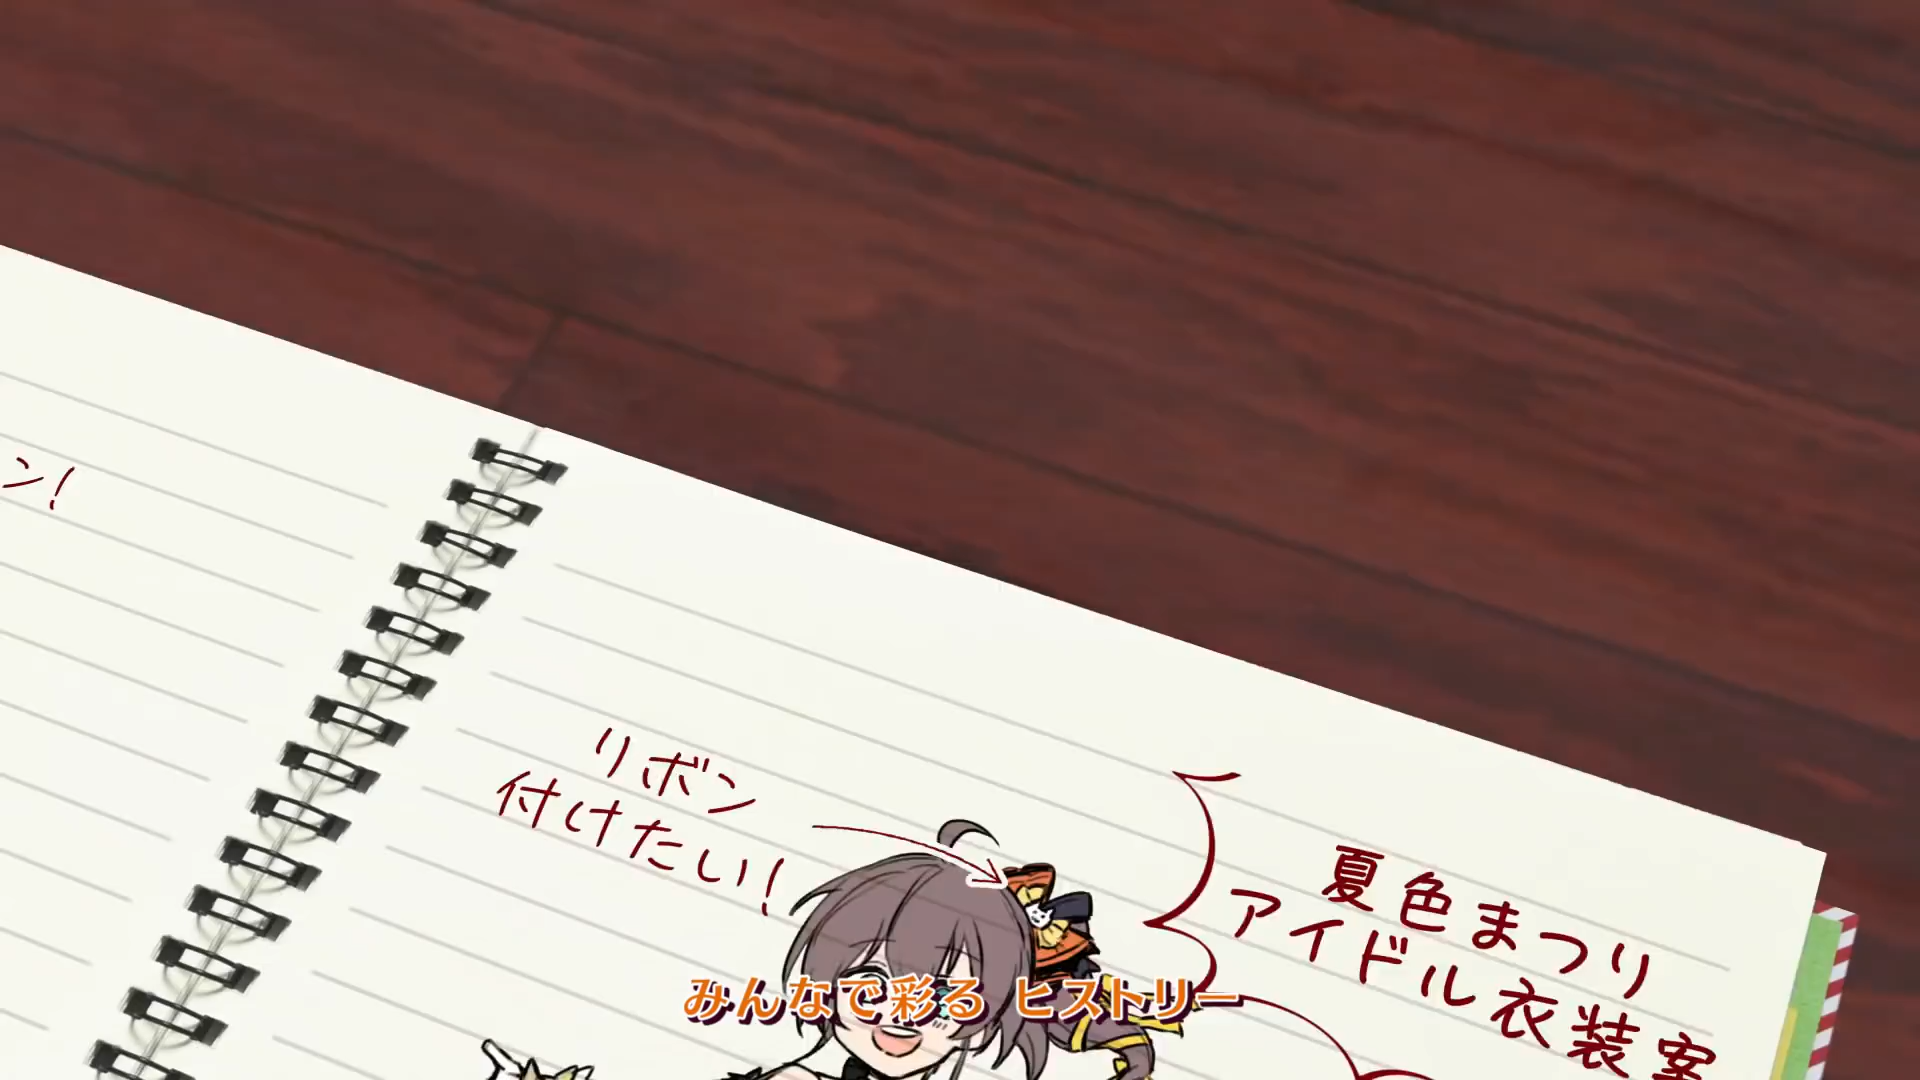 ン!
リボン
付けたい!
夏色まつり
アイドル衣装案
みんなで彩る ヒストリー